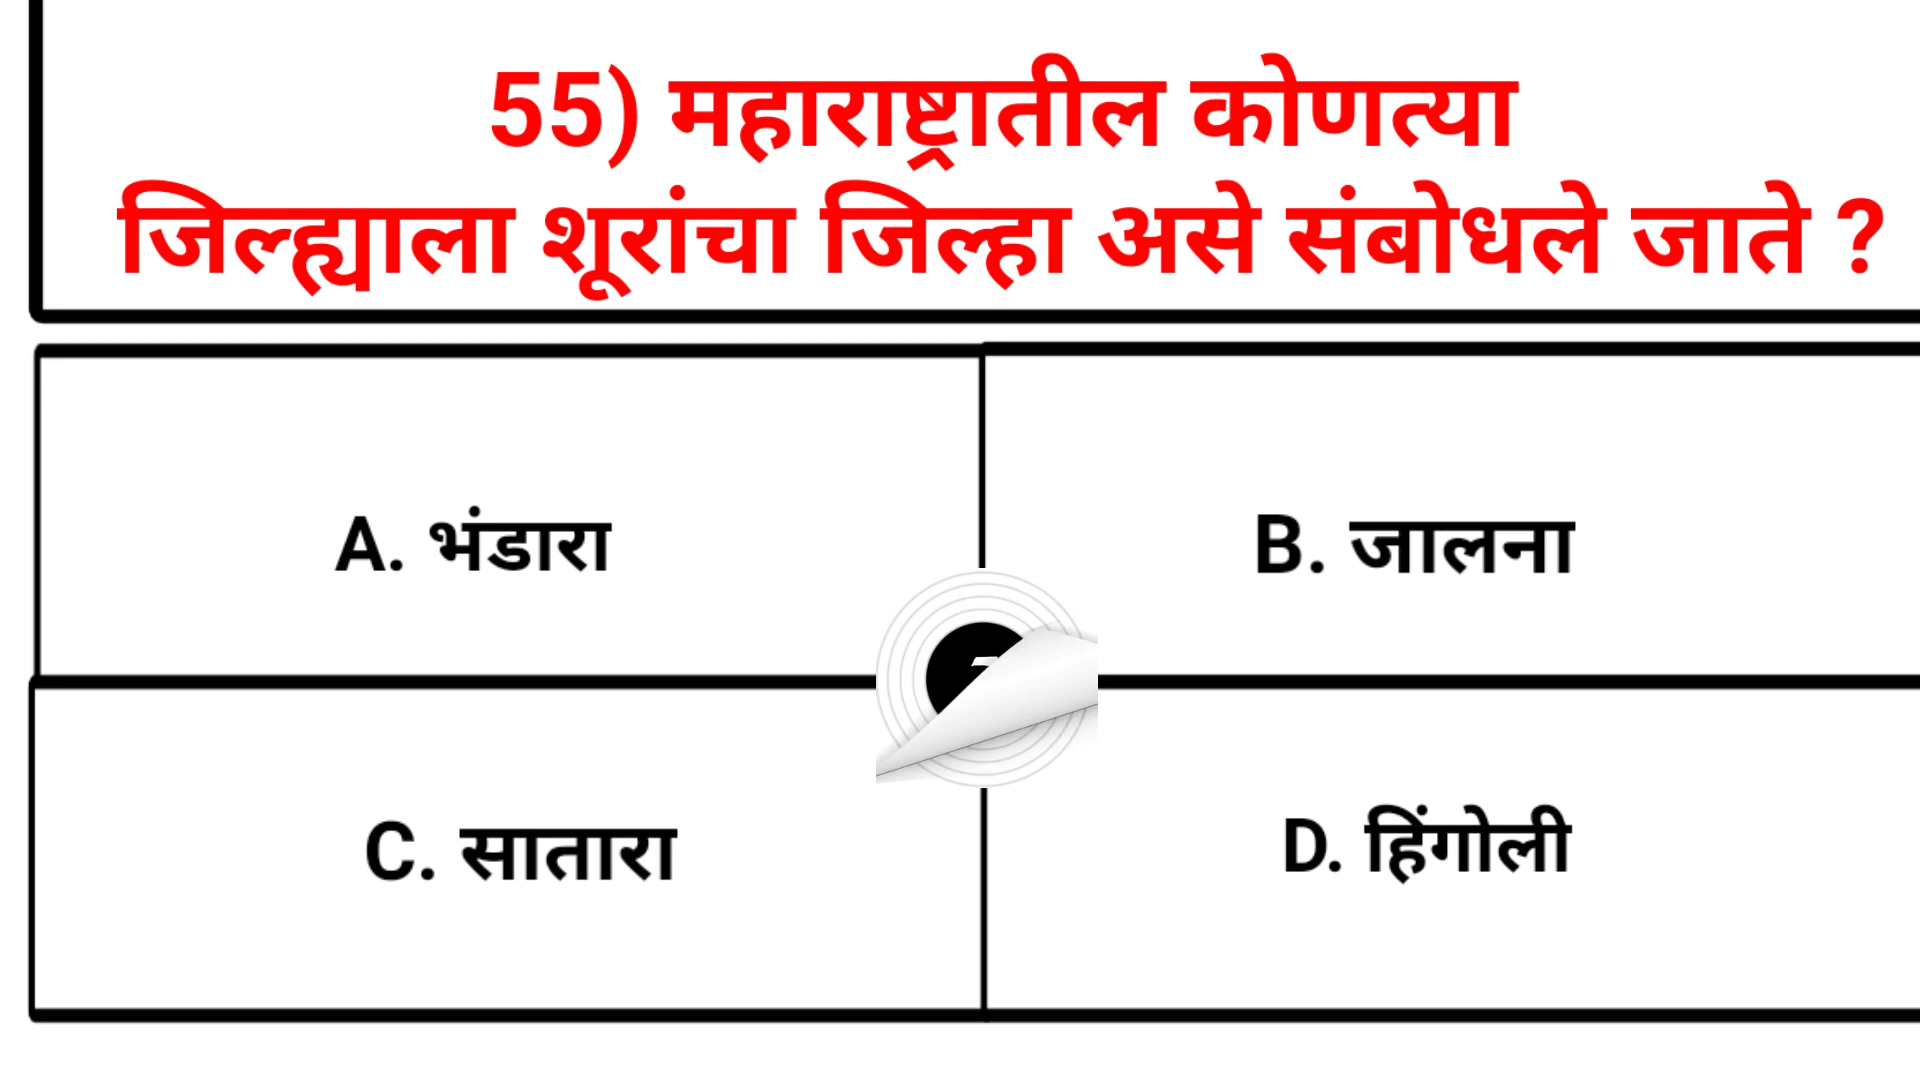 55) महाराष्ट्रातील कोणत्या
जिल्ह्याला शूरांचा जिल्हा असे संबोधले जाते ?
A. भंडारा
B. जालना
C. सातारा
D. हिंगोली